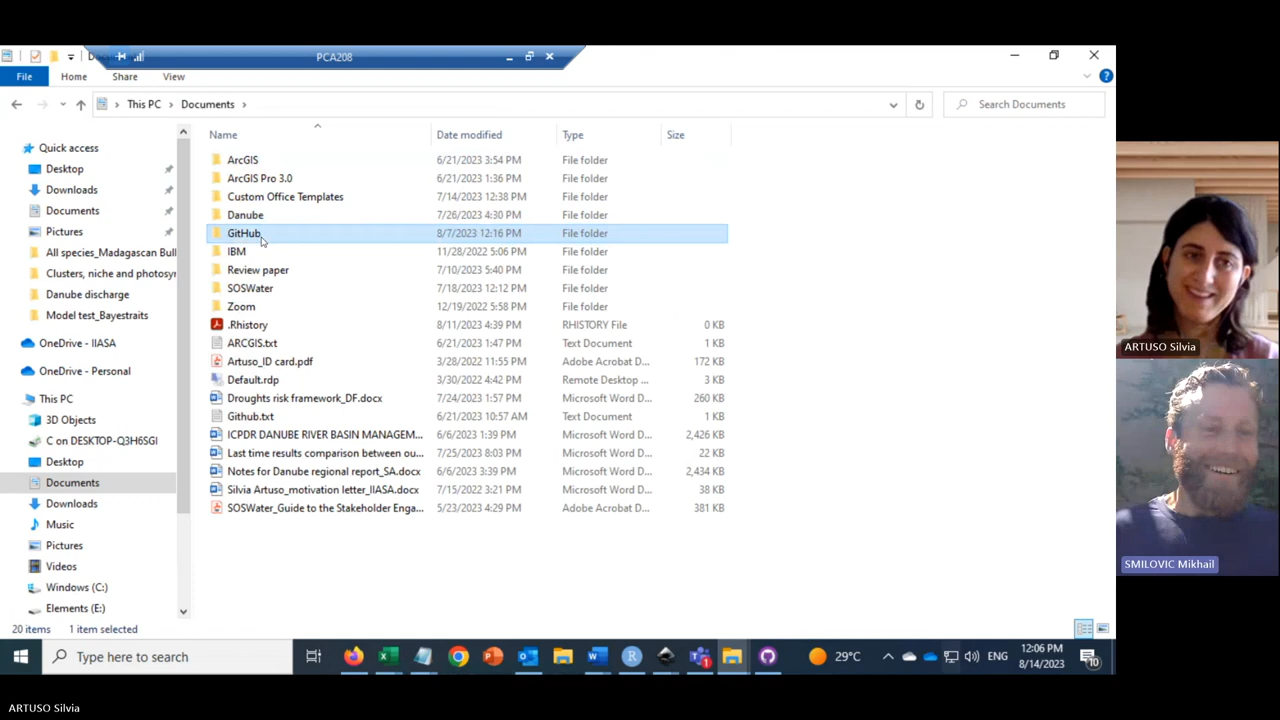 PCA208
File Home Share View
This PC Documents
Search Documents
Name Date modified Type Size
Quick access
Desktop
Downloads
Documents
Pictures
All species_Madagascan Bull
Clusters, niche and photosyr
Danube discharge
Model test_Bayestraits
OneDrive - IIASA
OneDrive - Personal
This PC
3D Objects
C on DESKTOP-Q3H6SGI
Desktop
Documents
Downloads
Music
Pictures
Videos
Windows (C:)
Elements (E:)
ArcGIS 6/21/2023 3:54 PM File folder
ArcGIS Pro 3.0 6/21/2023 1:36 PM File folder
Custom Office Templates 7/14/2023 12:38 PM File folder
Danube 7/26/2023 4:30 PM File folder
GitHub 8/7/2023 12:16 PM File folder
IBM 11/28/2022 5:06 PM File folder
Review paper 7/10/2023 5:40 PM File folder
SOSWater 7/18/2023 12:12 PM File folder
Zoom 12/19/2022 5:58 PM File folder
.Rhistory 8/11/2023 4:39 PM RHISTORY File 0 KB
ARCGIS.txt 6/21/2023 1:47 PM Text Document 1 KB
Artuso_ID card.pdf 3/28/2022 11:55 PM Adobe Acrobat D... 172 KB
Default.rdp 3/30/2022 4:42 PM Remote Desktop ... 3 KB
Droughts risk framework_DF.docx 7/24/2023 1:57 PM Microsoft Word D... 260 KB
Github.txt 6/21/2023 10:57 AM Text Document 1 KB
ICPDR DANUBE RIVER BASIN MANAGEM... 6/6/2023 1:39 PM Microsoft Word D... 2,426 KB
Last time results comparison between ou... 7/25/2023 8:03 PM Microsoft Word D... 22 KB
Notes for Danube regional report_SA.docx 6/6/2023 3:39 PM Microsoft Word D... 2,434 KB
Silvia Artuso_motivation letter_IIASA.docx 7/15/2022 3:21 PM Microsoft Word D... 38 KB
SOSWater_Guide to the Stakeholder Enga... 5/23/2023 4:29 PM Adobe Acrobat D... 381 KB
20 items 1 item selected
Type here to search
29°C
ENG
12:06 PM
8/14/2023
10
ARTUSO Silvia
SMILOVIC Mikhail
ARTUSO Silvia